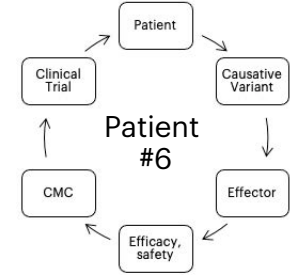 Patient
Causative
Variant
Effector
Efficacy,
safety
CMC
Clinical
Trial
Patient
#6